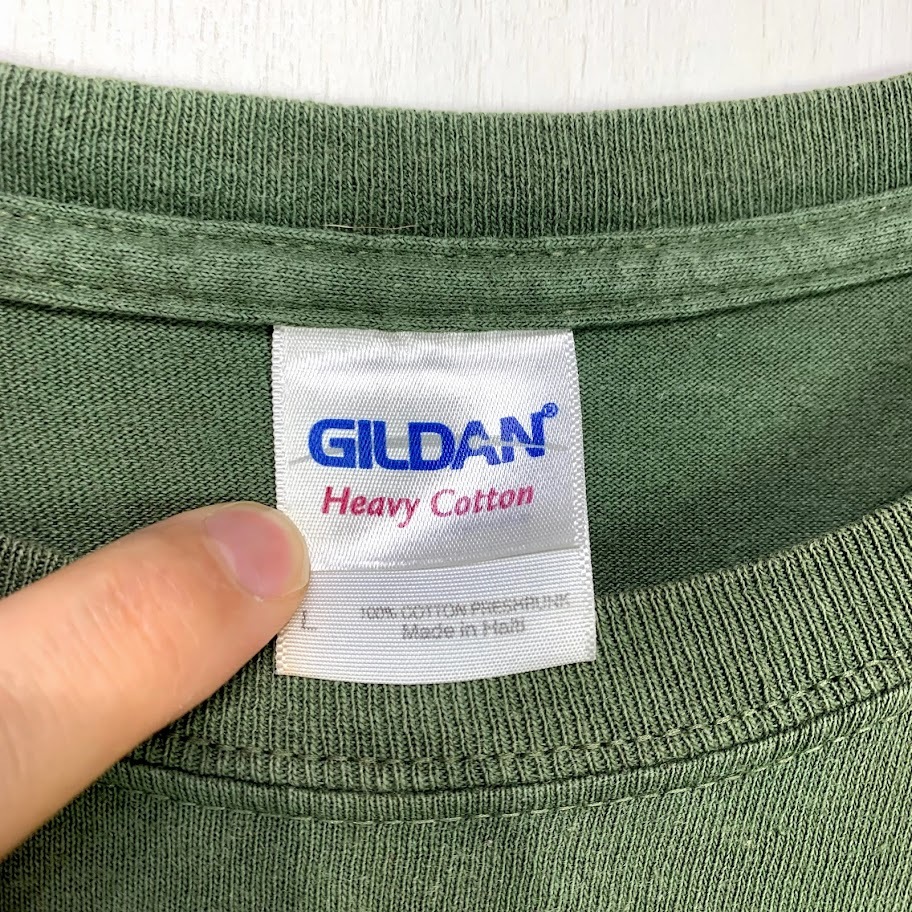 GILDAN®
Heavy Cotton
L
100% COTTON PRESHRUNK
Made in Haiti